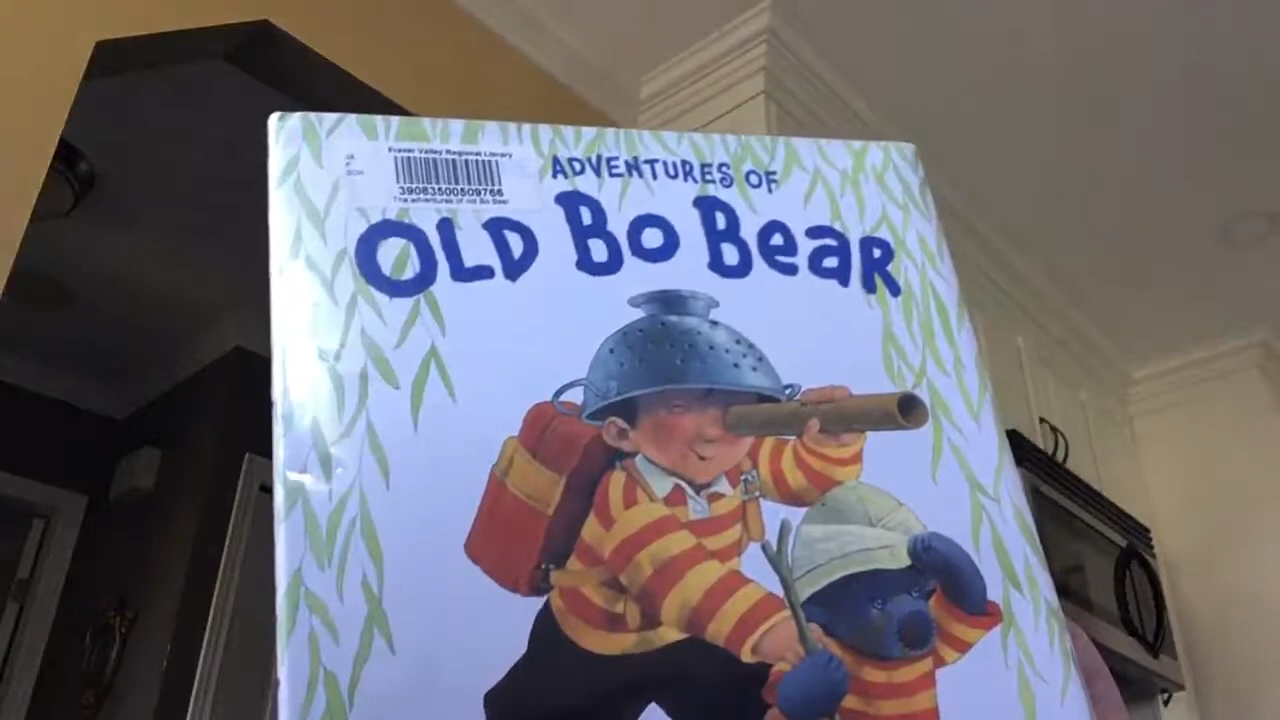 Fraser Valley Regional Library
39083500509766
The adventures of old Bo Bear
ADVENTURES OF
OLD BO BeaR